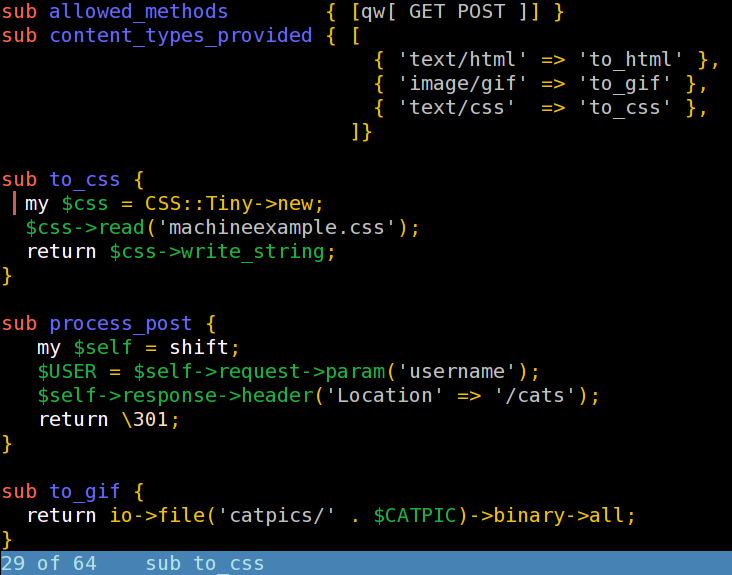 sub allowed_methods        { [qw[ GET POST ]] }
sub content_types_provided { [
                               { 'text/html' => 'to_html' },
                               { 'image/gif' => 'to_gif' },
                               { 'text/css'  => 'to_css' },
                             ]}
sub to_css {
  my $css = CSS::Tiny->new;
  $css->read('machineexample.css');
  return $css->write_string;
}
sub process_post {
   my $self = shift;
   $USER = $self->request->param('username');
   $self->response->header('Location' => '/cats');
   return \301;
}
sub to_gif {
  return io->file('catpics/' . $CATPIC)->binary->all;
}
29 of 64    sub to_css